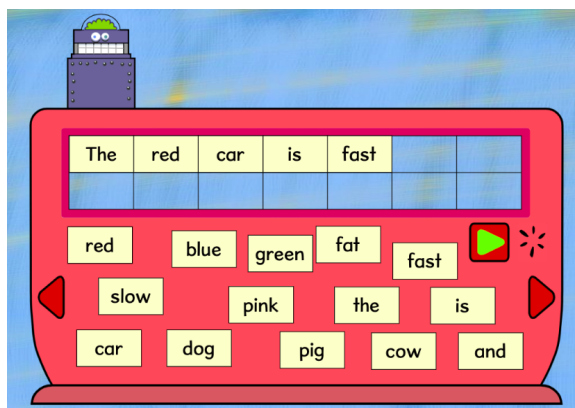 The red car is fast
red blue green fat fast
slow pink the is
car dog pig cow and